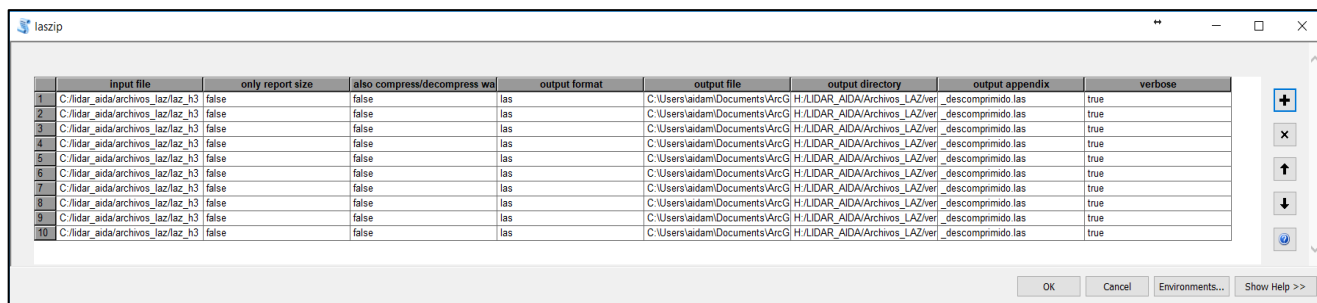 laszip
input file only report size also compress/decompress wa output format output file output directory output appendix verbose
1 C:/lidar_aida/archivos_laz/laz_h3 false false las C:\Users\aidam\Documents\ArcG H:/LIDAR_AIDA/Archivos_LAZ/ver _descomprimido.las true
2 C:/lidar_aida/archivos_laz/laz_h3 false false las C:\Users\aidam\Documents\ArcG H:/LIDAR_AIDA/Archivos_LAZ/ver _descomprimido.las true
3 C:/lidar_aida/archivos_laz/laz_h3 false false las C:\Users\aidam\Documents\ArcG H:/LIDAR_AIDA/Archivos_LAZ/ver _descomprimido.las true
4 C:/lidar_aida/archivos_laz/laz_h3 false false las C:\Users\aidam\Documents\ArcG H:/LIDAR_AIDA/Archivos_LAZ/ver _descomprimido.las true
5 C:/lidar_aida/archivos_laz/laz_h3 false false las C:\Users\aidam\Documents\ArcG H:/LIDAR_AIDA/Archivos_LAZ/ver _descomprimido.las true
6 C:/lidar_aida/archivos_laz/laz_h3 false false las C:\Users\aidam\Documents\ArcG H:/LIDAR_AIDA/Archivos_LAZ/ver _descomprimido.las true
7 C:/lidar_aida/archivos_laz/laz_h3 false false las C:\Users\aidam\Documents\ArcG H:/LIDAR_AIDA/Archivos_LAZ/ver _descomprimido.las true
8 C:/lidar_aida/archivos_laz/laz_h3 false false las C:\Users\aidam\Documents\ArcG H:/LIDAR_AIDA/Archivos_LAZ/ver _descomprimido.las true
9 C:/lidar_aida/archivos_laz/laz_h3 false false las C:\Users\aidam\Documents\ArcG H:/LIDAR_AIDA/Archivos_LAZ/ver _descomprimido.las true
10 C:/lidar_aida/archivos_laz/laz_h3 false false las C:\Users\aidam\Documents\ArcG H:/LIDAR_AIDA/Archivos_LAZ/ver _descomprimido.las true
OK Cancel Environments... Show Help >>